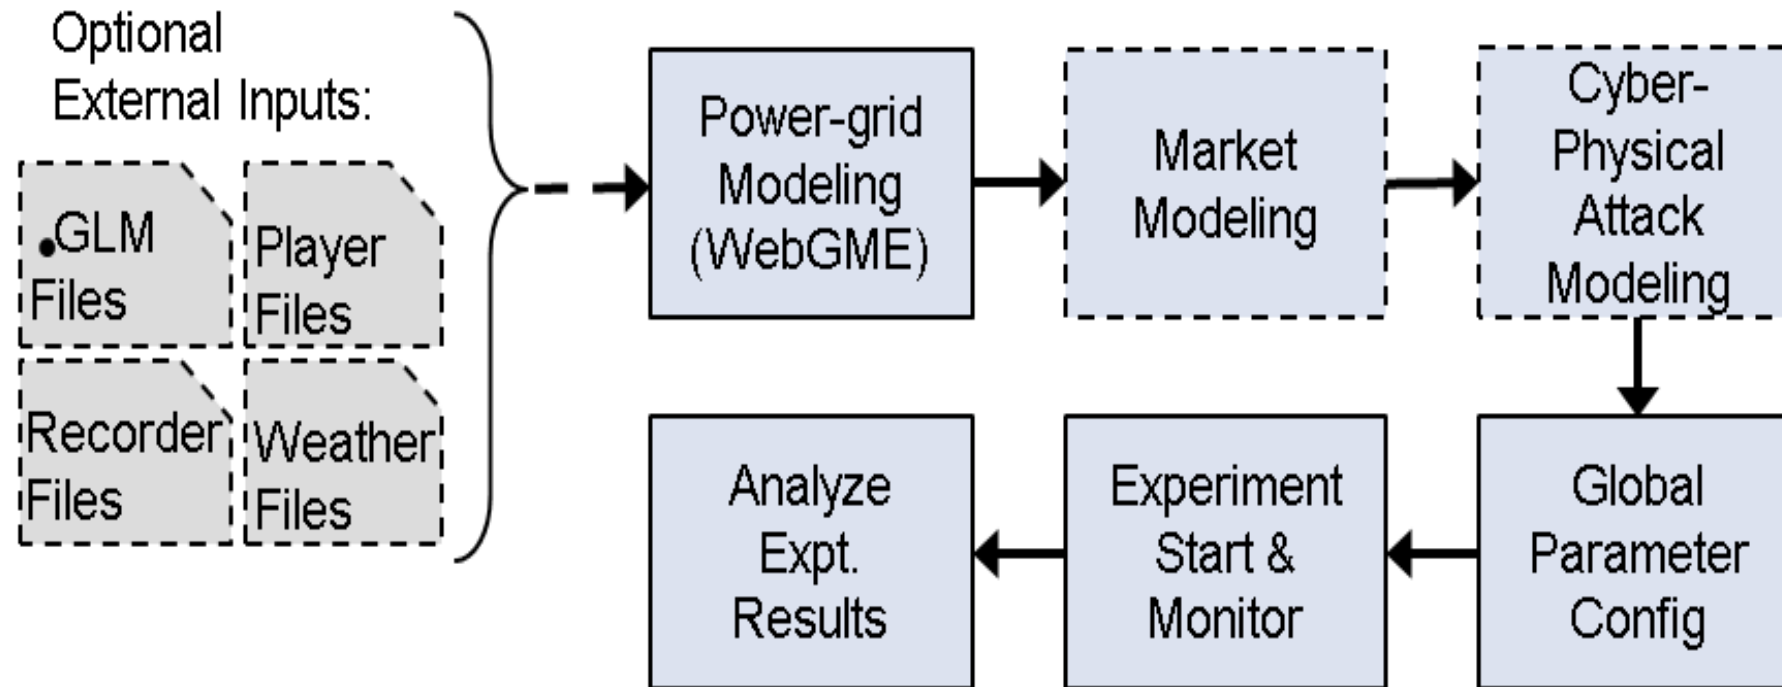 Optional
External Inputs:
.GLM
Files
Player
Files
Recorder
Files
Weather
Files
Power-grid
Modeling
(WebGME)
Market
Modeling
Cyber-
Physical
Attack
Modeling
Global
Parameter
Config
Experiment
Start &
Monitor
Analyze
Expt.
Results